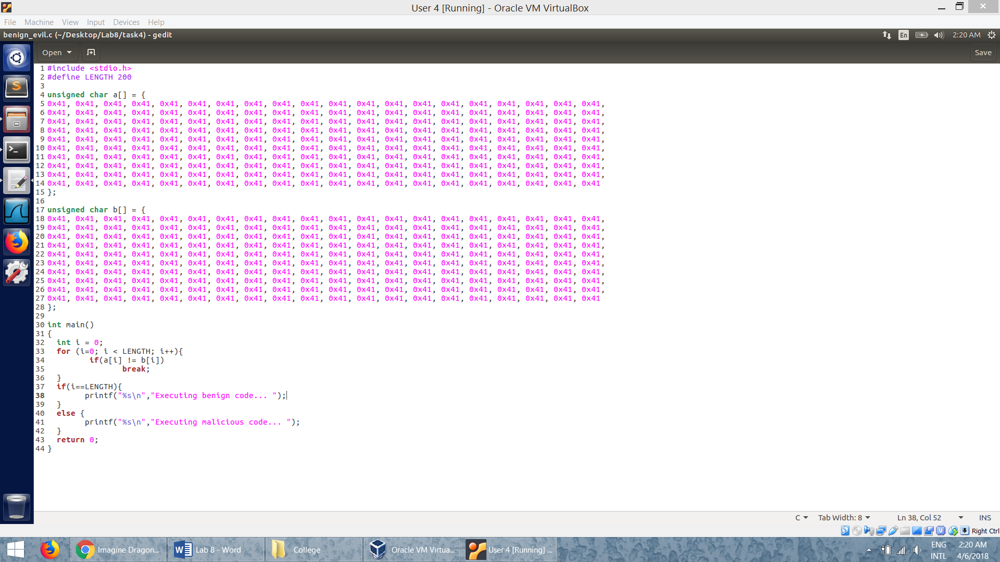 User 4 [Running] - Oracle VM VirtualBox
File Machine View Input Devices Help
benign_evil.c (~/Desktop/Lab8/task4) - gedit
En 2:20 AM
Open Save
1 #include <stdio.h>
2 #define LENGTH 200
3
4 unsigned char a[] = {
5 0x41, 0x41, 0x41, 0x41, 0x41, 0x41, 0x41, 0x41, 0x41, 0x41, 0x41, 0x41, 0x41, 0x41, 0x41, 0x41, 0x41, 0x41, 0x41, 0x41,
6 0x41, 0x41, 0x41, 0x41, 0x41, 0x41, 0x41, 0x41, 0x41, 0x41, 0x41, 0x41, 0x41, 0x41, 0x41, 0x41, 0x41, 0x41, 0x41, 0x41,
7 0x41, 0x41, 0x41, 0x41, 0x41, 0x41, 0x41, 0x41, 0x41, 0x41, 0x41, 0x41, 0x41, 0x41, 0x41, 0x41, 0x41, 0x41, 0x41, 0x41,
8 0x41, 0x41, 0x41, 0x41, 0x41, 0x41, 0x41, 0x41, 0x41, 0x41, 0x41, 0x41, 0x41, 0x41, 0x41, 0x41, 0x41, 0x41, 0x41, 0x41,
9 0x41, 0x41, 0x41, 0x41, 0x41, 0x41, 0x41, 0x41, 0x41, 0x41, 0x41, 0x41, 0x41, 0x41, 0x41, 0x41, 0x41, 0x41, 0x41, 0x41,
10 0x41, 0x41, 0x41, 0x41, 0x41, 0x41, 0x41, 0x41, 0x41, 0x41, 0x41, 0x41, 0x41, 0x41, 0x41, 0x41, 0x41, 0x41, 0x41, 0x41,
11 0x41, 0x41, 0x41, 0x41, 0x41, 0x41, 0x41, 0x41, 0x41, 0x41, 0x41, 0x41, 0x41, 0x41, 0x41, 0x41, 0x41, 0x41, 0x41, 0x41,
12 0x41, 0x41, 0x41, 0x41, 0x41, 0x41, 0x41, 0x41, 0x41, 0x41, 0x41, 0x41, 0x41, 0x41, 0x41, 0x41, 0x41, 0x41, 0x41, 0x41,
13 0x41, 0x41, 0x41, 0x41, 0x41, 0x41, 0x41, 0x41, 0x41, 0x41, 0x41, 0x41, 0x41, 0x41, 0x41, 0x41, 0x41, 0x41, 0x41, 0x41,
14 0x41, 0x41, 0x41, 0x41, 0x41, 0x41, 0x41, 0x41, 0x41, 0x41, 0x41, 0x41, 0x41, 0x41, 0x41, 0x41, 0x41, 0x41, 0x41, 0x41
15 };
16
17 unsigned char b[] = {
18 0x41, 0x41, 0x41, 0x41, 0x41, 0x41, 0x41, 0x41, 0x41, 0x41, 0x41, 0x41, 0x41, 0x41, 0x41, 0x41, 0x41, 0x41, 0x41, 0x41,
19 0x41, 0x41, 0x41, 0x41, 0x41, 0x41, 0x41, 0x41, 0x41, 0x41, 0x41, 0x41, 0x41, 0x41, 0x41, 0x41, 0x41, 0x41, 0x41, 0x41,
20 0x41, 0x41, 0x41, 0x41, 0x41, 0x41, 0x41, 0x41, 0x41, 0x41, 0x41, 0x41, 0x41, 0x41, 0x41, 0x41, 0x41, 0x41, 0x41, 0x41,
21 0x41, 0x41, 0x41, 0x41, 0x41, 0x41, 0x41, 0x41, 0x41, 0x41, 0x41, 0x41, 0x41, 0x41, 0x41, 0x41, 0x41, 0x41, 0x41, 0x41,
22 0x41, 0x41, 0x41, 0x41, 0x41, 0x41, 0x41, 0x41, 0x41, 0x41, 0x41, 0x41, 0x41, 0x41, 0x41, 0x41, 0x41, 0x41, 0x41, 0x41,
23 0x41, 0x41, 0x41, 0x41, 0x41, 0x41, 0x41, 0x41, 0x41, 0x41, 0x41, 0x41, 0x41, 0x41, 0x41, 0x41, 0x41, 0x41, 0x41, 0x41,
24 0x41, 0x41, 0x41, 0x41, 0x41, 0x41, 0x41, 0x41, 0x41, 0x41, 0x41, 0x41, 0x41, 0x41, 0x41, 0x41, 0x41, 0x41, 0x41, 0x41,
25 0x41, 0x41, 0x41, 0x41, 0x41, 0x41, 0x41, 0x41, 0x41, 0x41, 0x41, 0x41, 0x41, 0x41, 0x41, 0x41, 0x41, 0x41, 0x41, 0x41,
26 0x41, 0x41, 0x41, 0x41, 0x41, 0x41, 0x41, 0x41, 0x41, 0x41, 0x41, 0x41, 0x41, 0x41, 0x41, 0x41, 0x41, 0x41, 0x41, 0x41,
27 0x41, 0x41, 0x41, 0x41, 0x41, 0x41, 0x41, 0x41, 0x41, 0x41, 0x41, 0x41, 0x41, 0x41, 0x41, 0x41, 0x41, 0x41, 0x41, 0x41
28 };
29
30 int main()
31 {
32 int i = 0;
33 for (i=0; i < LENGTH; i++){
34 if(a[i] != b[i])
35 break;
36 }
37 if(i==LENGTH){
38 printf("%s\n","Executing benign code... ");
39 }
40 else {
41 printf("%s\n","Executing malicious code... ");
42 }
43 return 0;
44 }
C Tab Width: 8 Ln 38, Col 52 INS
Right Ctrl
Imagine Dragon... Lab 8 - Word College Oracle VM Virtua... User 4 [Running] ... ENG 2:20 AM
INTL 4/6/2018